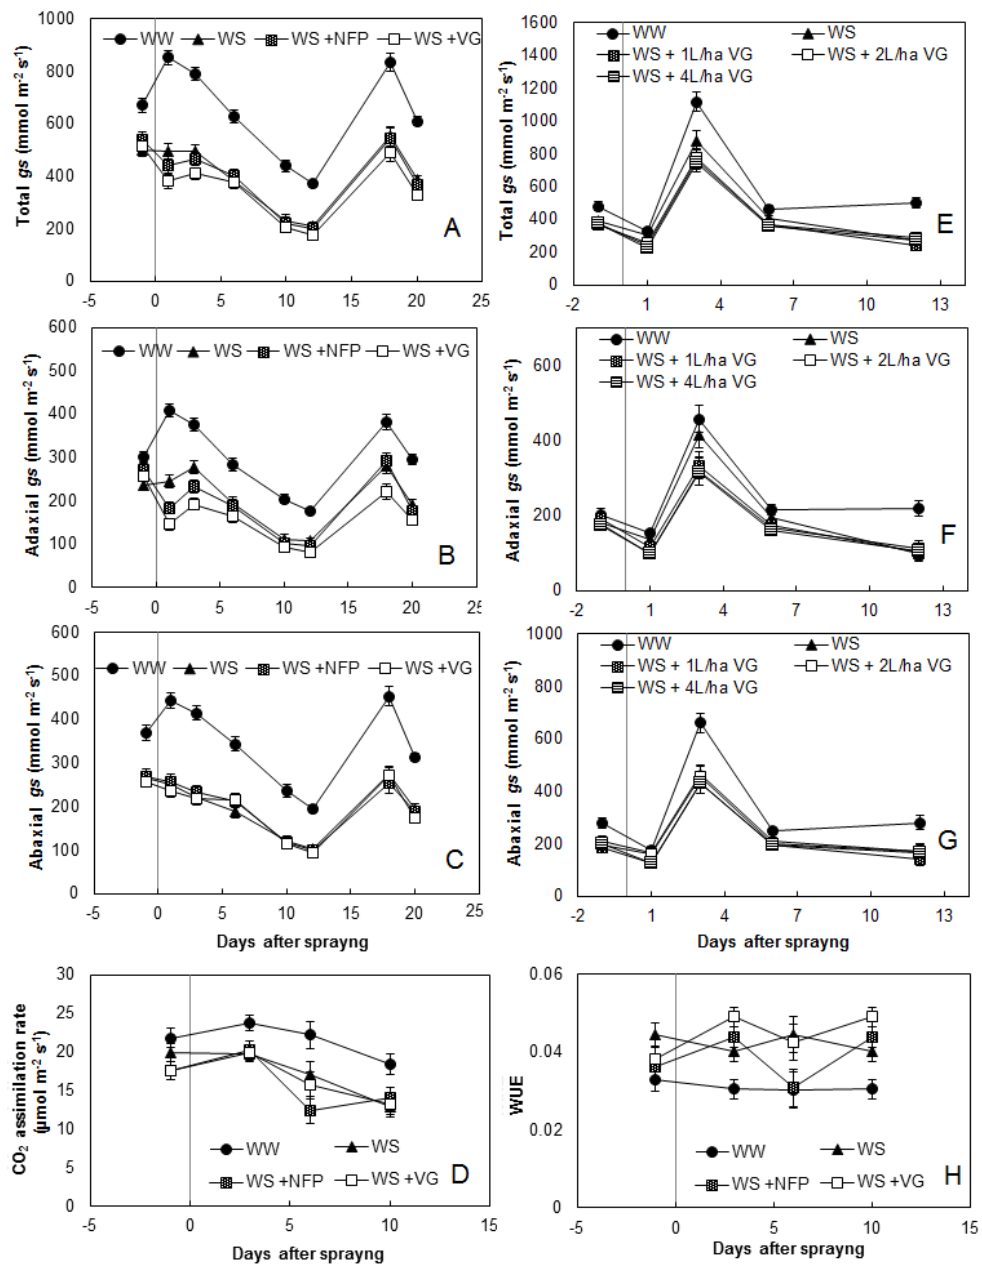 1000
800
600
400
200
0
-5 0 5 10 15 20 25
Total gs (mmol m-2 s-1)
WW WS WS +NFP WS +VG
A
1600
1400
1200
1000
800
600
400
200
0
-2 1 4 7 10 13
Total gs (mmol m-2 s-1)
WW WS
WS + 1L/ha VG WS + 2L/ha VG
WS + 4L/ha VG
E
600
500
400
300
200
100
0
-5 0 5 10 15 20 25
Adaxial gs (mmol m-2 s-1)
WW WS WS +NFP WS +VG
B
600
400
200
0
-2 1 4 7 10 13
Adaxial gs (mmol m-2 s-1)
WW WS
WS + 1L/ha VG WS + 2L/ha VG
WS + 4L/ha VG
F
600
500
400
300
200
100
0
-5 0 5 10 15 20 25
Abaxial gs (mmol m-2 s-1)
WW WS WS +NFP WS +VG
C
Days after sprayng
1000
800
600
400
200
0
-2 1 4 7 10 13
Abaxial gs (mmol m-2 s-1)
WW WS
WS + 1L/ha VG WS + 2L/ha VG
WS + 4L/ha VG
G
Days after sprayng
30
25
20
15
10
5
0
-5 0 5 10 15
CO2 assimilation rate
(µmol m-2 s-1)
WW WS
WS +NFP WS +VG
D
Days after sprayng
0.06
0.04
0.02
0
-5 0 5 10 15
WUE
WW WS
WS +NFP WS +VG
H
Days after sprayng